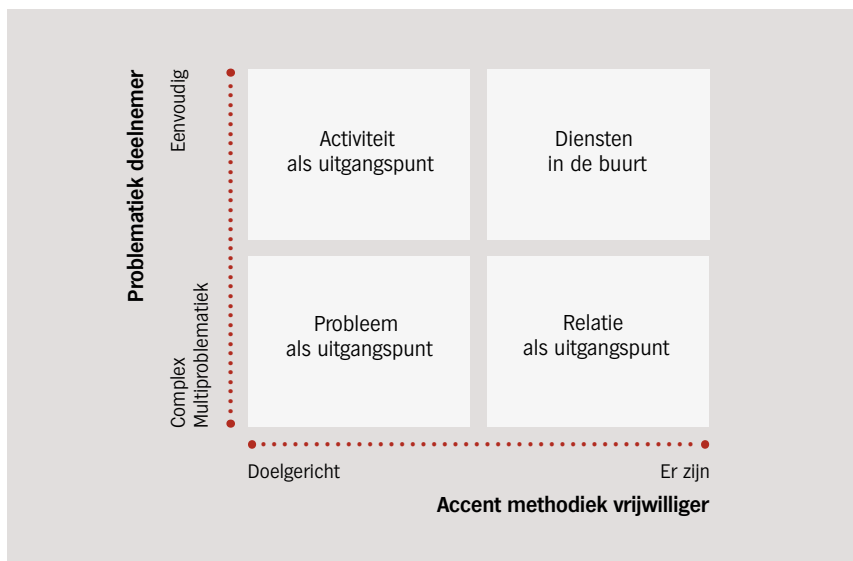 Problematiek deelnemer
Eenvoudig
Complex
Multiproblematiek
Activiteit
als uitgangspunt
Diensten
in de buurt
Probleem
als uitgangspunt
Relatie
als uitgangspunt
Doelgericht
Er zijn
Accent methodiek vrijwilliger